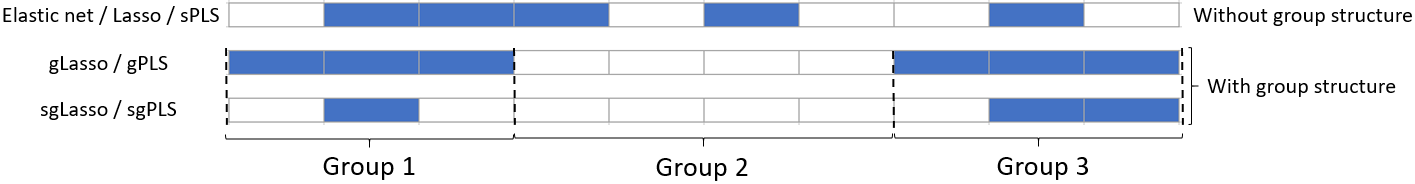 Elastic net / Lasso / sPLS
Without group structure
gLasso / gPLS
With group structure
sgLasso / sgPLS
Group 1
Group 2
Group 3